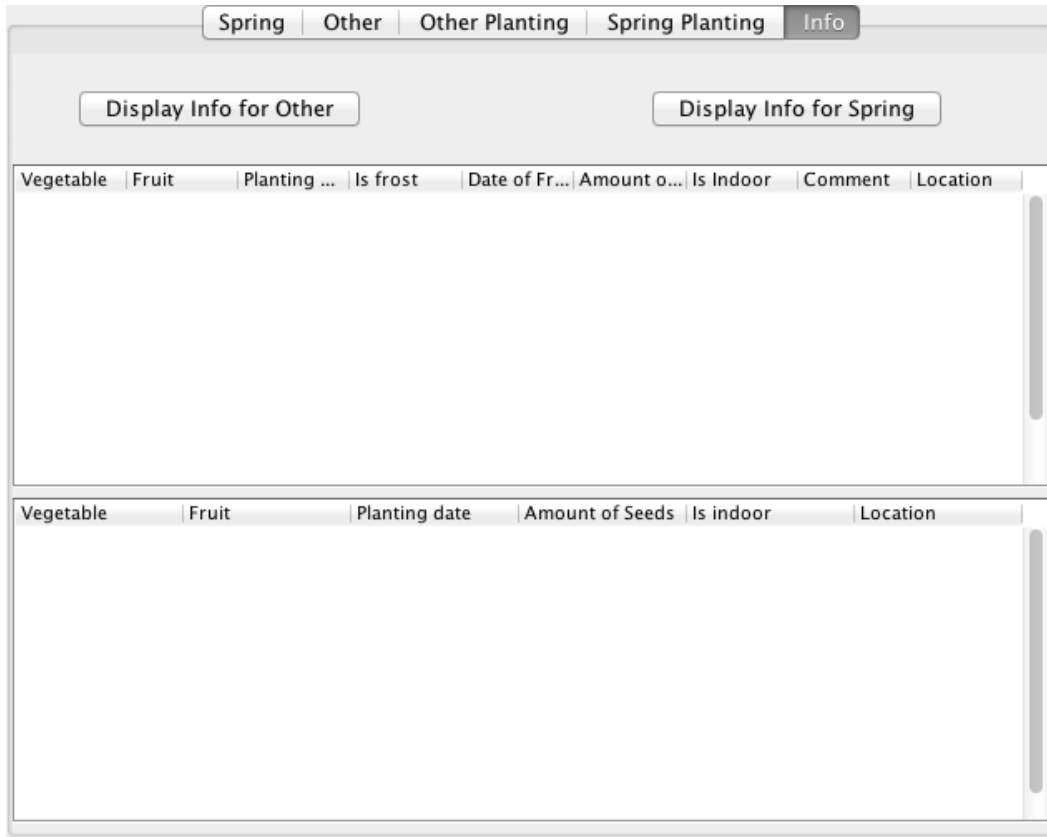 Spring Other Other Planting Spring Planting Info
Display Info for Other Display Info for Spring
Vegetable Fruit Planting ... Is frost Date of Fr... Amount o... Is Indoor Comment Location
Vegetable Fruit Planting date Amount of Seeds Is indoor Location